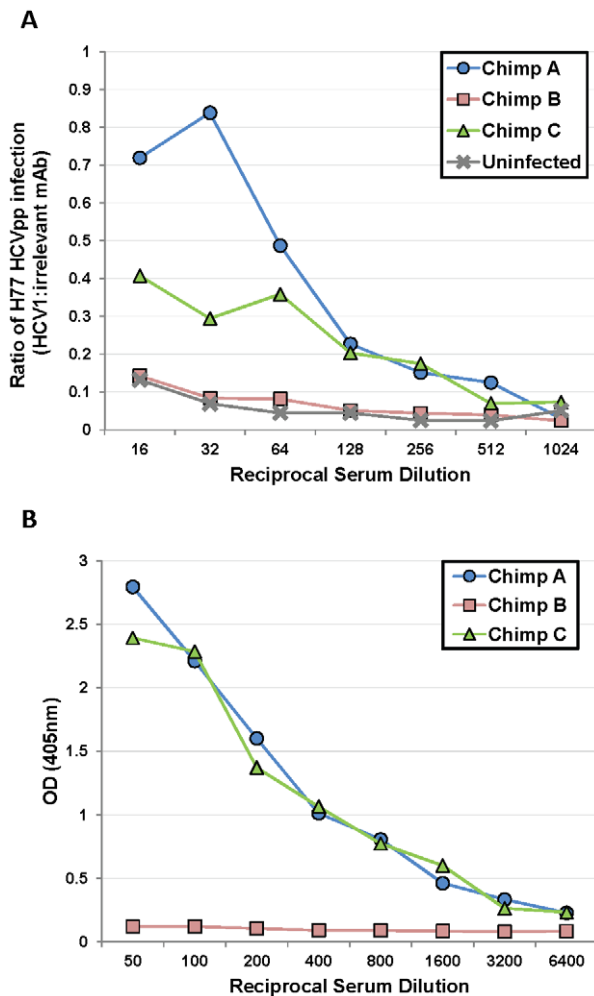 A
Ratio of H77 HCVpp infection
(HCV1:irrelevant mAb)
1
0.9
0.8
0.7
0.6
0.5
0.4
0.3
0.2
0.1
0
Chimp A
Chimp B
Chimp C
Uninfected
16 32 64 128 256 512 1024
Reciprocal Serum Dilution
B
OD (405nm)
3
2.5
2
1.5
1
0.5
0
Chimp A
Chimp B
Chimp C
50 100 200 400 800 1600 3200 6400
Reciprocal Serum Dilution